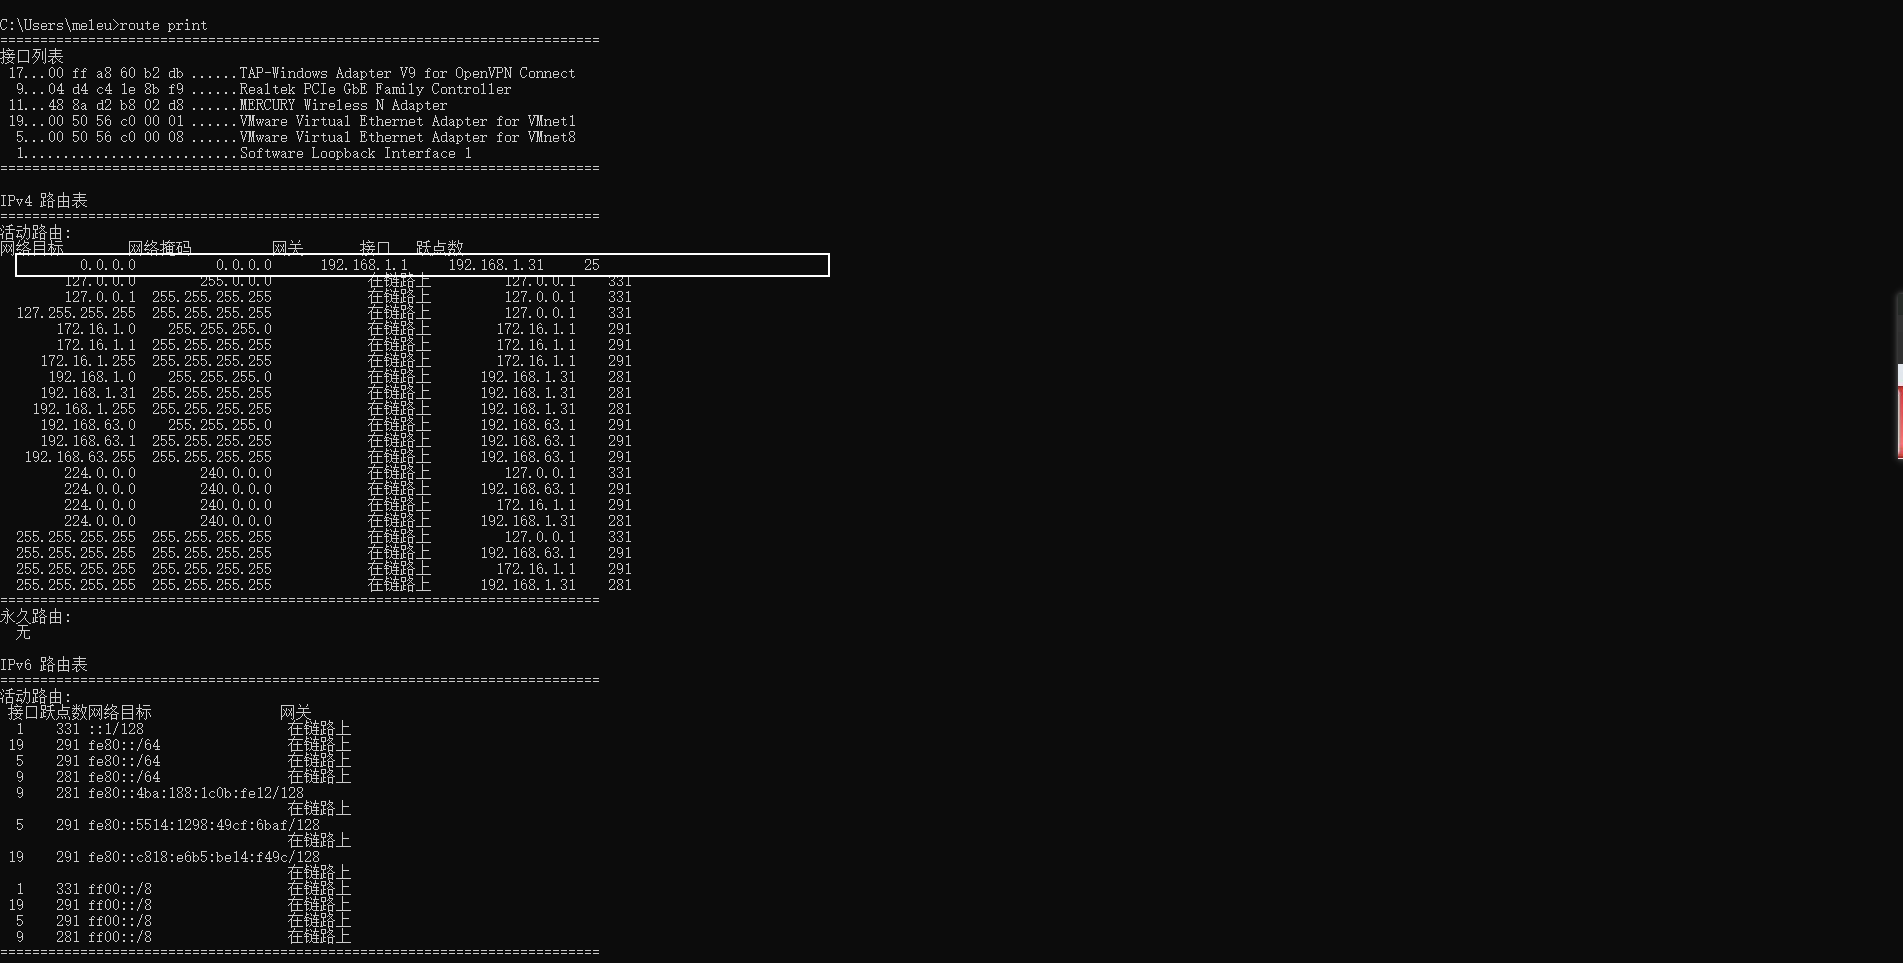 C:\Users\meleu>route print
===========================================================================
接口列表
 17...00 ff a8 60 b2 db ......TAP-Windows Adapter V9 for OpenVPN Connect
  9...04 d4 c4 1e 8b f9 ......Realtek PCIe GbE Family Controller
 11...48 8a d2 b8 02 d8 ......MERCURY Wireless N Adapter
 19...00 50 56 c0 00 01 ......VMware Virtual Ethernet Adapter for VMnet1
  5...00 50 56 c0 00 08 ......VMware Virtual Ethernet Adapter for VMnet8
  1...........................Software Loopback Interface 1
===========================================================================
IPv4 路由表
===========================================================================
活动路由:
网络目标        网络掩码          网关       接口   跃点数
          0.0.0.0          0.0.0.0      192.168.1.1     192.168.1.31     25
        127.0.0.0        255.0.0.0            在链路上         127.0.0.1    331
        127.0.0.1  255.255.255.255            在链路上         127.0.0.1    331
  127.255.255.255  255.255.255.255            在链路上         127.0.0.1    331
       172.16.1.0    255.255.255.0            在链路上        172.16.1.1    291
       172.16.1.1  255.255.255.255            在链路上        172.16.1.1    291
     172.16.1.255  255.255.255.255            在链路上        172.16.1.1    291
      192.168.1.0    255.255.255.0            在链路上      192.168.1.31    281
     192.168.1.31  255.255.255.255            在链路上      192.168.1.31    281
    192.168.1.255  255.255.255.255            在链路上      192.168.1.31    281
     192.168.63.0    255.255.255.0            在链路上      192.168.63.1    291
     192.168.63.1  255.255.255.255            在链路上      192.168.63.1    291
   192.168.63.255  255.255.255.255            在链路上      192.168.63.1    291
        224.0.0.0        240.0.0.0            在链路上         127.0.0.1    331
        224.0.0.0        240.0.0.0            在链路上      192.168.63.1    291
        224.0.0.0        240.0.0.0            在链路上        172.16.1.1    291
        224.0.0.0        240.0.0.0            在链路上      192.168.1.31    281
  255.255.255.255  255.255.255.255            在链路上         127.0.0.1    331
  255.255.255.255  255.255.255.255            在链路上      192.168.63.1    291
  255.255.255.255  255.255.255.255            在链路上        172.16.1.1    291
  255.255.255.255  255.255.255.255            在链路上      192.168.1.31    281
===========================================================================
永久路由:
  无
IPv6 路由表
===========================================================================
活动路由:
 接口跃点数网络目标                网关
  1    331 ::1/128                  在链路上
 19    291 fe80::/64                在链路上
  5    291 fe80::/64                在链路上
  9    281 fe80::/64                在链路上
  9    281 fe80::4ba:188:1c0b:fe12/128
                                    在链路上
  5    291 fe80::5514:1298:49cf:6baf/128
                                    在链路上
 19    291 fe80::c818:e6b5:be14:f49c/128
                                    在链路上
  1    331 ff00::/8                 在链路上
 19    291 ff00::/8                 在链路上
  5    291 ff00::/8                 在链路上
  9    281 ff00::/8                 在链路上
===========================================================================